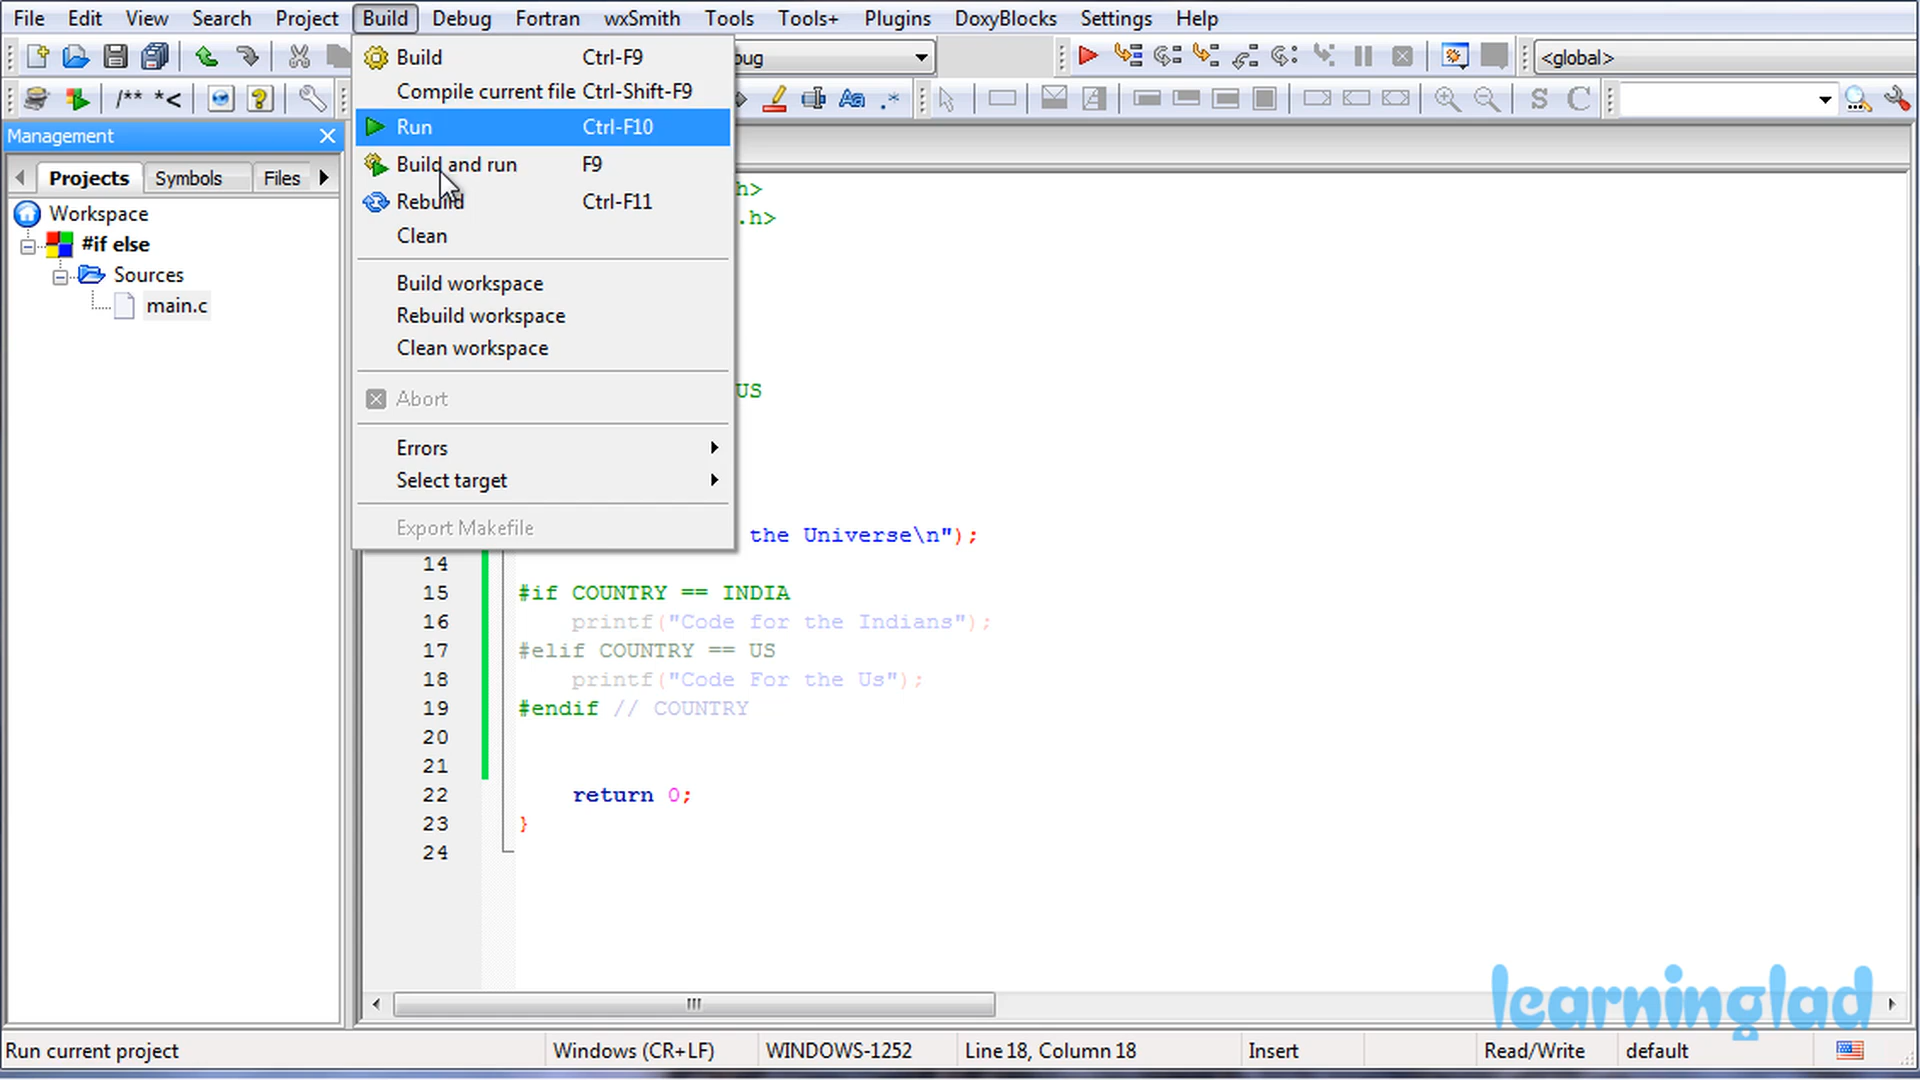 File Edit View Search Project Build Debug Fortran wxSmith Tools Tools+ Plugins DoxyBlocks Settings Help
Build Ctrl-F9
<global>
Compile current file Ctrl-Shift-F9
/** *<
Aa .*
S C
Run Ctrl-F10
Management
Build and run F9
Projects Symbols Files
Rebuild Ctrl-F11
h>
.h>
Workspace
Clean
#if else
Sources
Build workspace
main.c
Rebuild workspace
Clean workspace
US
Abort
Errors
Select target
Export Makefile
the Universe\n");
14
15 #if COUNTRY == INDIA
16 printf("Code for the Indians");
17 #elif COUNTRY == US
18 printf("Code For the Us");
19 #endif // COUNTRY
20
21
22 return 0;
23 }
24
learninglad
Run current project Windows (CR+LF) WINDOWS-1252 Line 18, Column 18 Insert Read/Write default